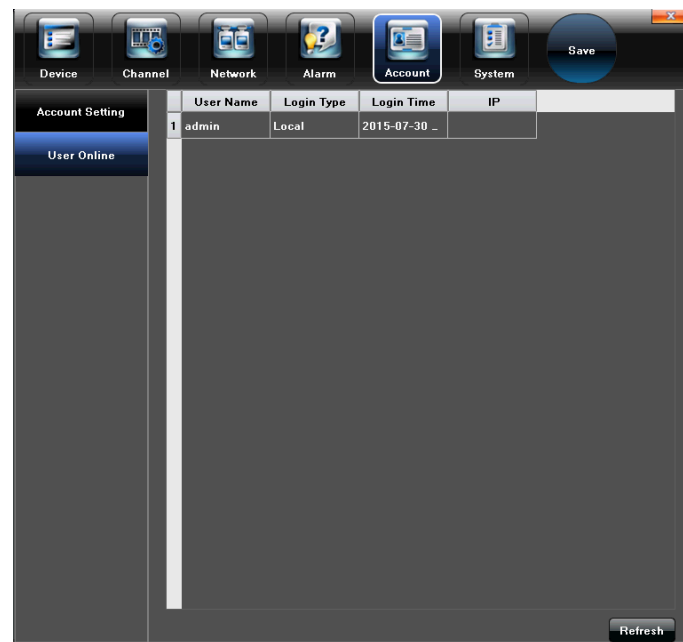 Device Channel Network Alarm Account System Save
Account Setting
User Online
User Name Login Type Login Time IP
1 admin Local 2015-07-30 _
Refresh